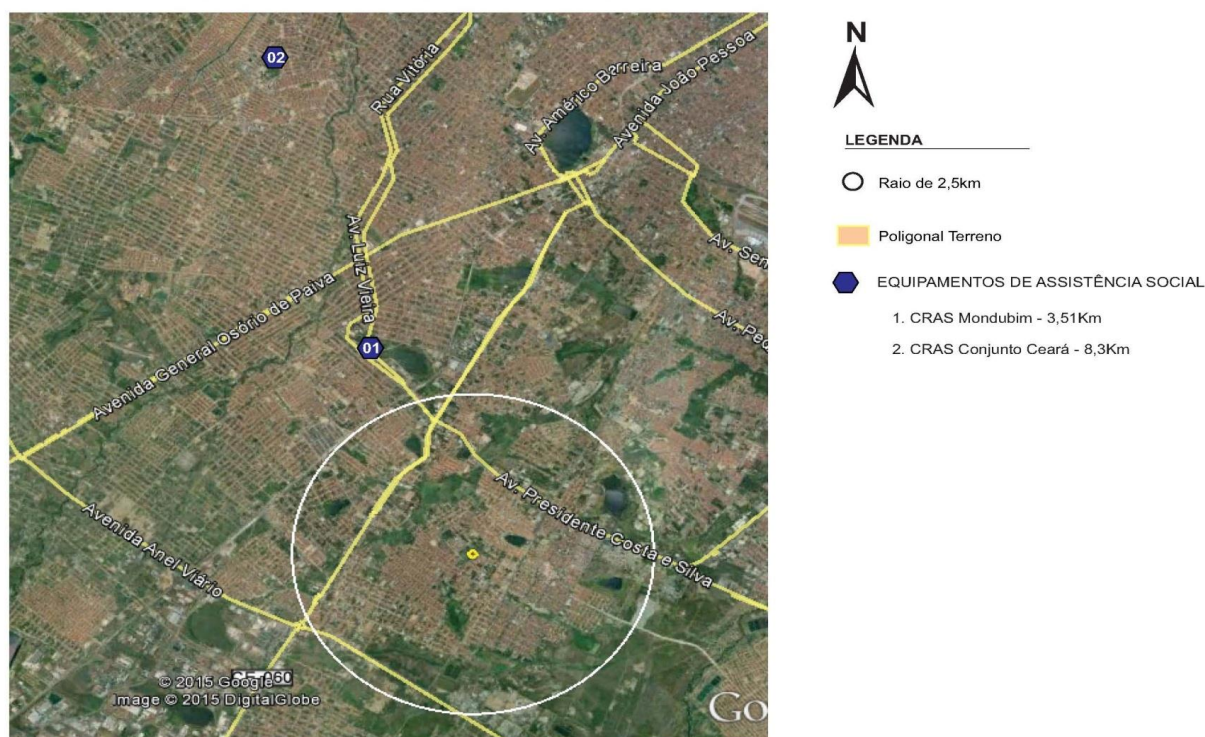 02
Rua Vitória
Av. Américo Barreira
Avenida João Pessoa
Av. Luiz Vieira
Av. Sen
Avenida General Osório de Paiva
01
Av. Ped
Av. Presidente Costa e Silva
Avenida Anel Viário
© 2015 Google
Image © 2015 DigitalGlobe
Go
N
LEGENDA
Raio de 2,5km
Poligonal Terreno
EQUIPAMENTOS DE ASSISTÊNCIA SOCIAL
1. CRAS Mondubim - 3,51Km
2. CRAS Conjunto Ceará - 8,3Km